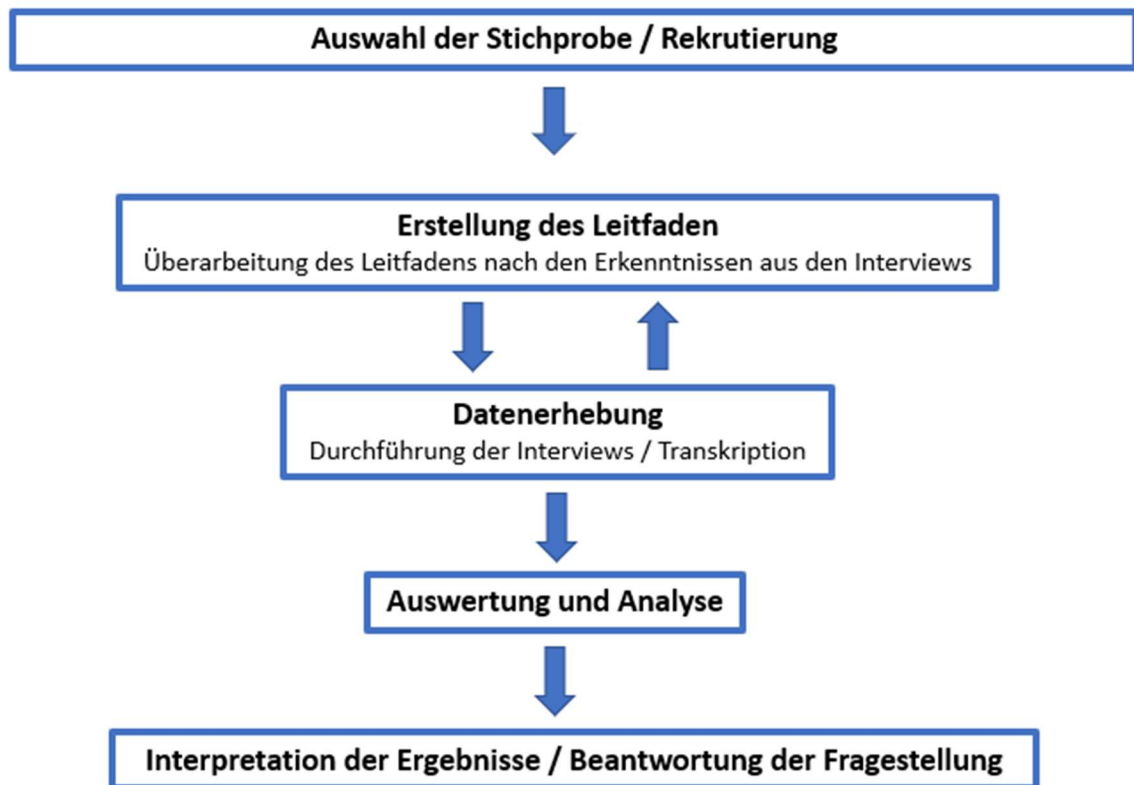 Auswahl der Stichprobe / Rekrutierung
Erstellung des Leitfaden
Überarbeitung des Leitfadens nach den Erkenntnissen aus den Interviews
Datenerhebung
Durchführung der Interviews / Transkription
Auswertung und Analyse
Interpretation der Ergebnisse / Beantwortung der Fragestellung